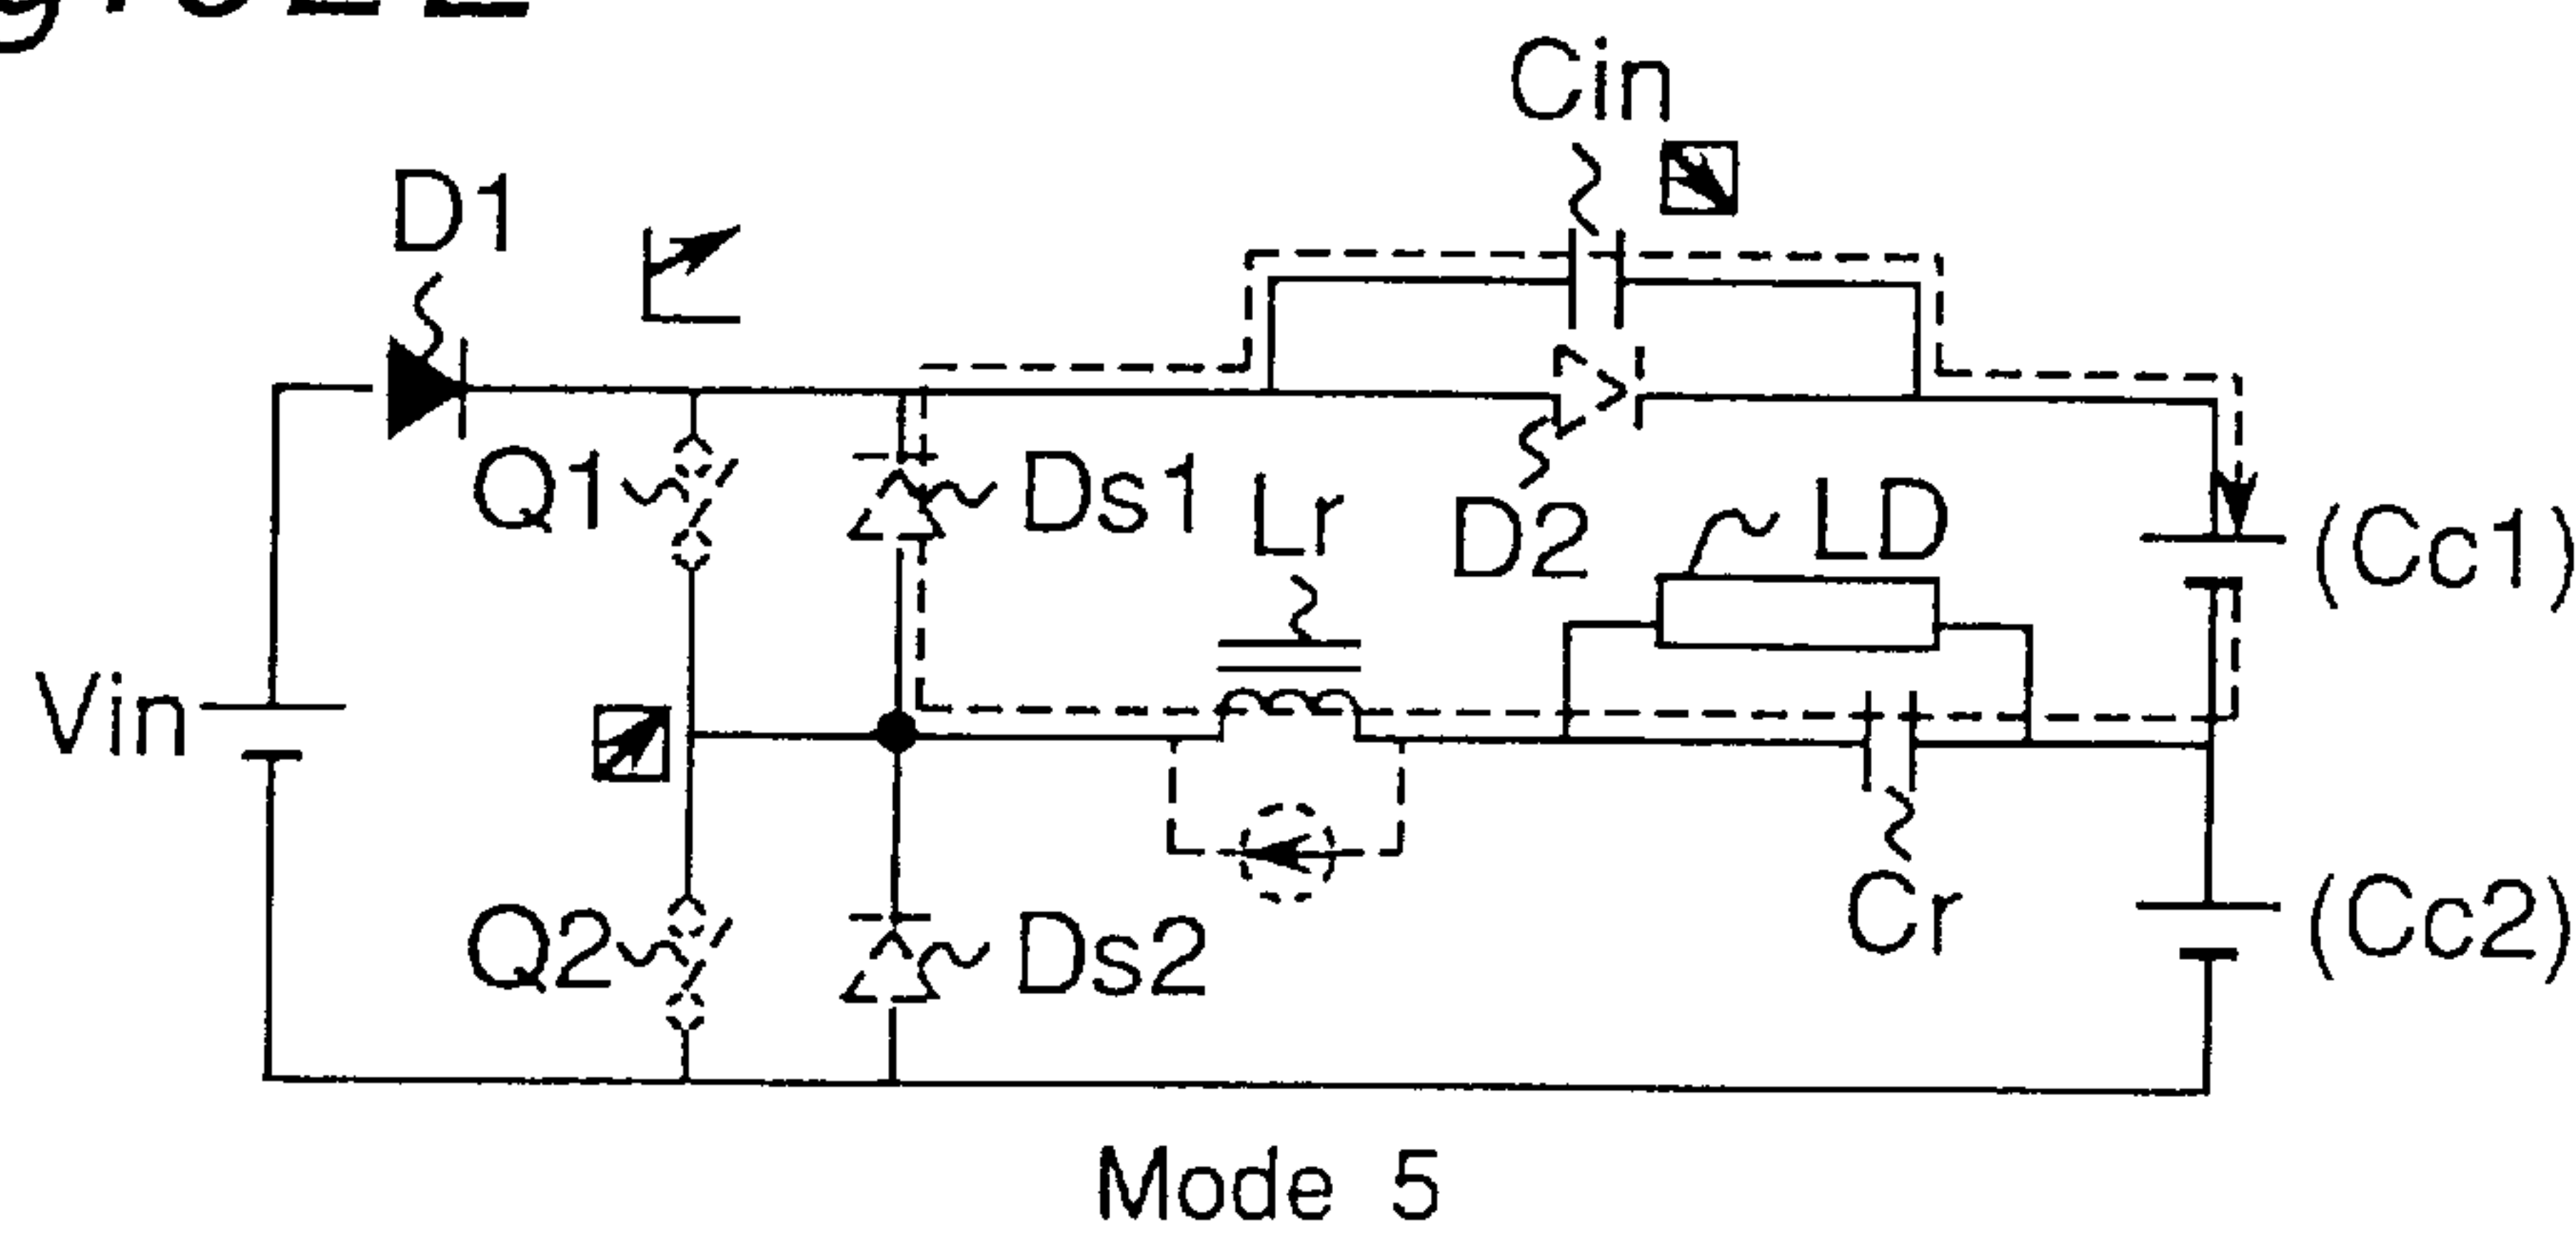 Cin
D1
Q1
Ds1
Lr
D2
LD
(Cc1)
Vin
Q2
Ds2
Cr
(Cc2)
Mode 5